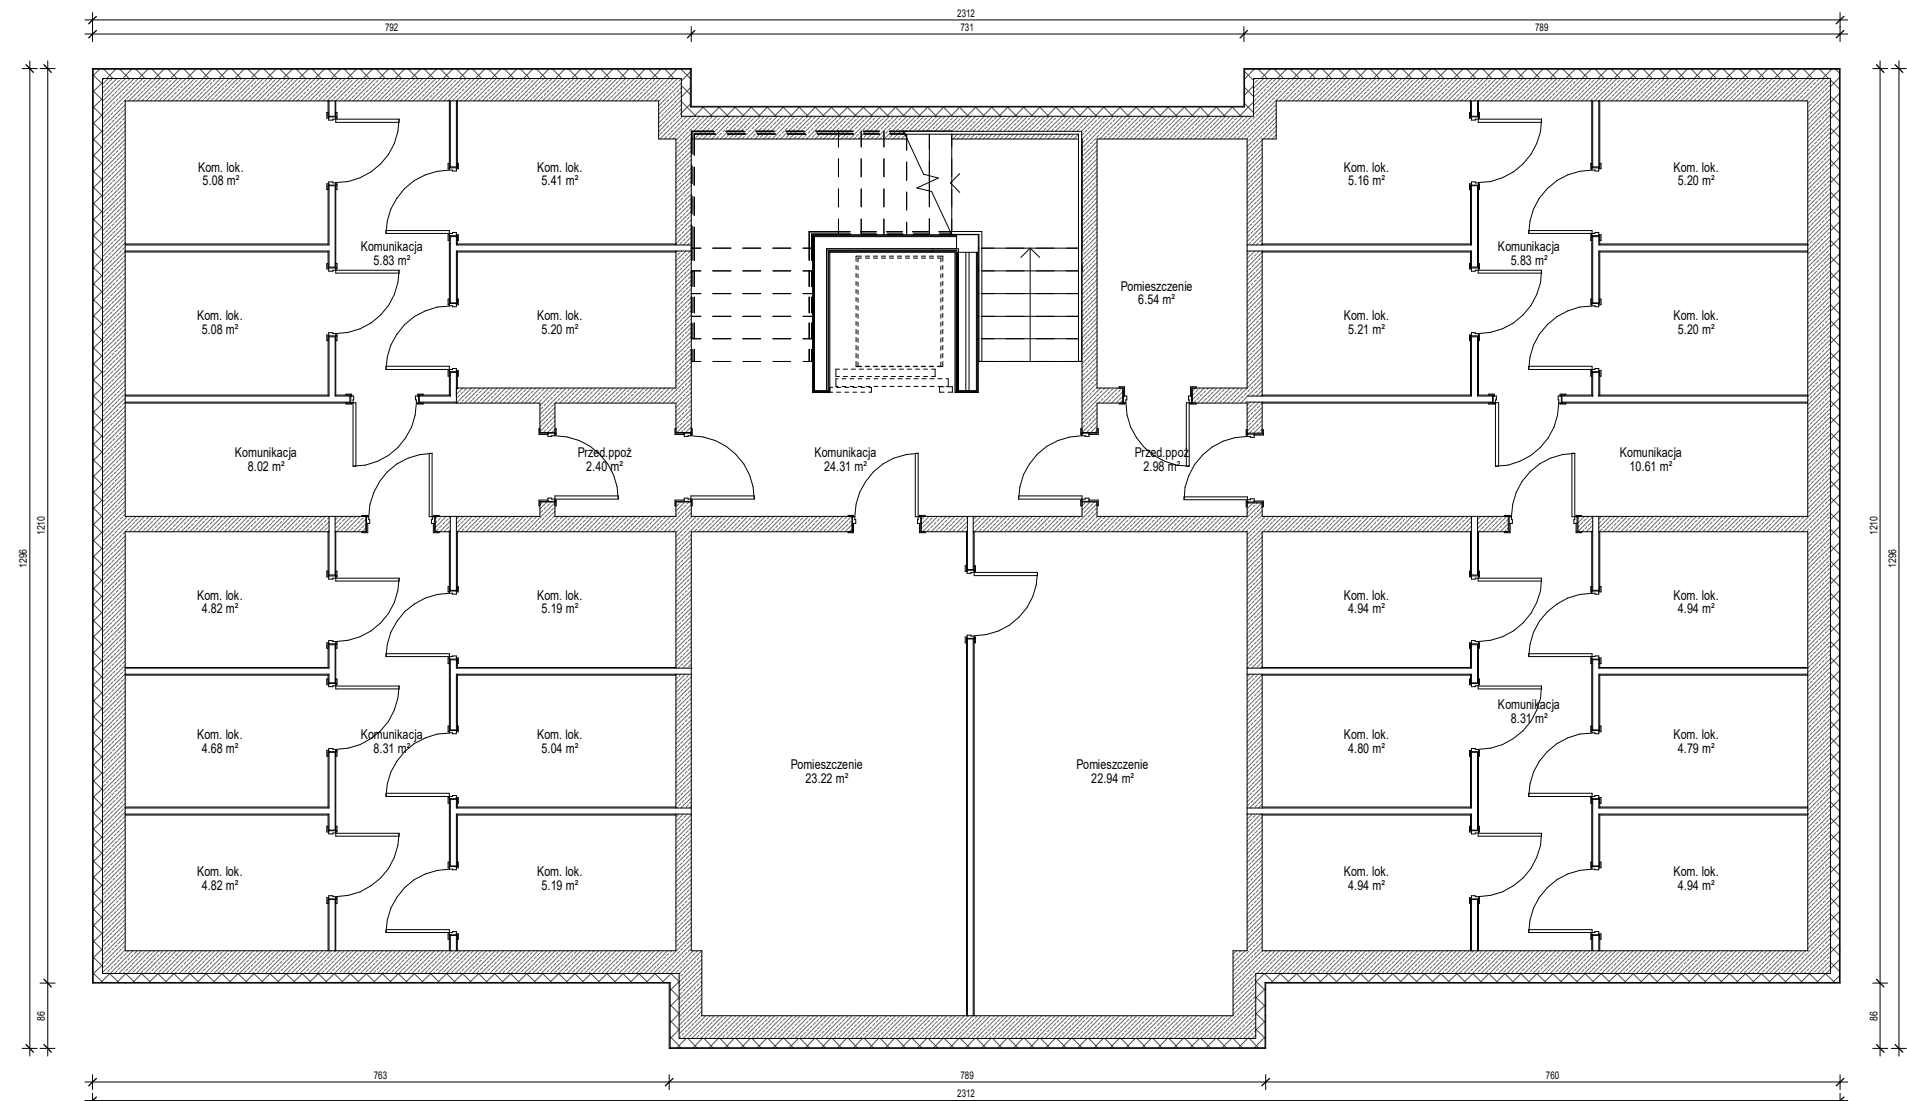 2312
792
731
789
Kom. lok.
5.08 m²
Kom. lok.
5.41 m²
Kom. lok.
5.16 m²
Kom. lok.
5.20 m²
Komunikacja
5.83 m²
Komunikacja
5.83 m²
Pomieszczenie
6.54 m²
Kom. lok.
5.08 m²
Kom. lok.
5.20 m²
Kom. lok.
5.21 m²
Kom. lok.
5.20 m²
Komunikacja
8.02 m²
Przed.ppoż
2.40 m²
Komunikacja
24.31 m²
Przed.ppoż
2.98 m²
Komunikacja
10.61 m²
1296
1210
1210
1296
Kom. lok.
4.82 m²
Kom. lok.
5.19 m²
Kom. lok.
4.94 m²
Kom. lok.
4.94 m²
Komunikacja
8.31 m²
Kom. lok.
4.68 m²
Komunikacja
8.31 m²
Kom. lok.
5.04 m²
Kom. lok.
4.80 m²
Kom. lok.
4.79 m²
Pomieszczenie
23.22 m²
Pomieszczenie
22.94 m²
Kom. lok.
4.82 m²
Kom. lok.
5.19 m²
Kom. lok.
4.94 m²
Kom. lok.
4.94 m²
86
86
763
789
760
2312